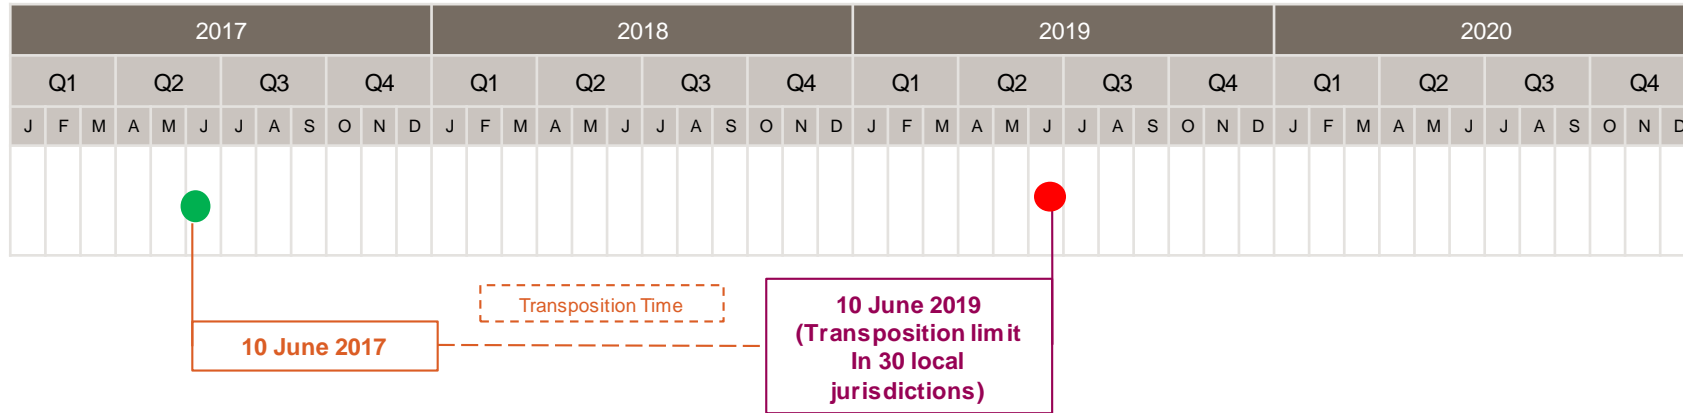 2017 2018 2019 2020
Q1 Q2 Q3 Q4 Q1 Q2 Q3 Q4 Q1 Q2 Q3 Q4 Q1 Q2 Q3 Q4
J F M A M J J A S O N D J F M A M J J A S O N D J F M A M J J A S O N D J F M A M J J A S O N D
Transposition Time
10 June 2017
10 June 2019
(Transposition limit
In 30 local
jurisdictions)